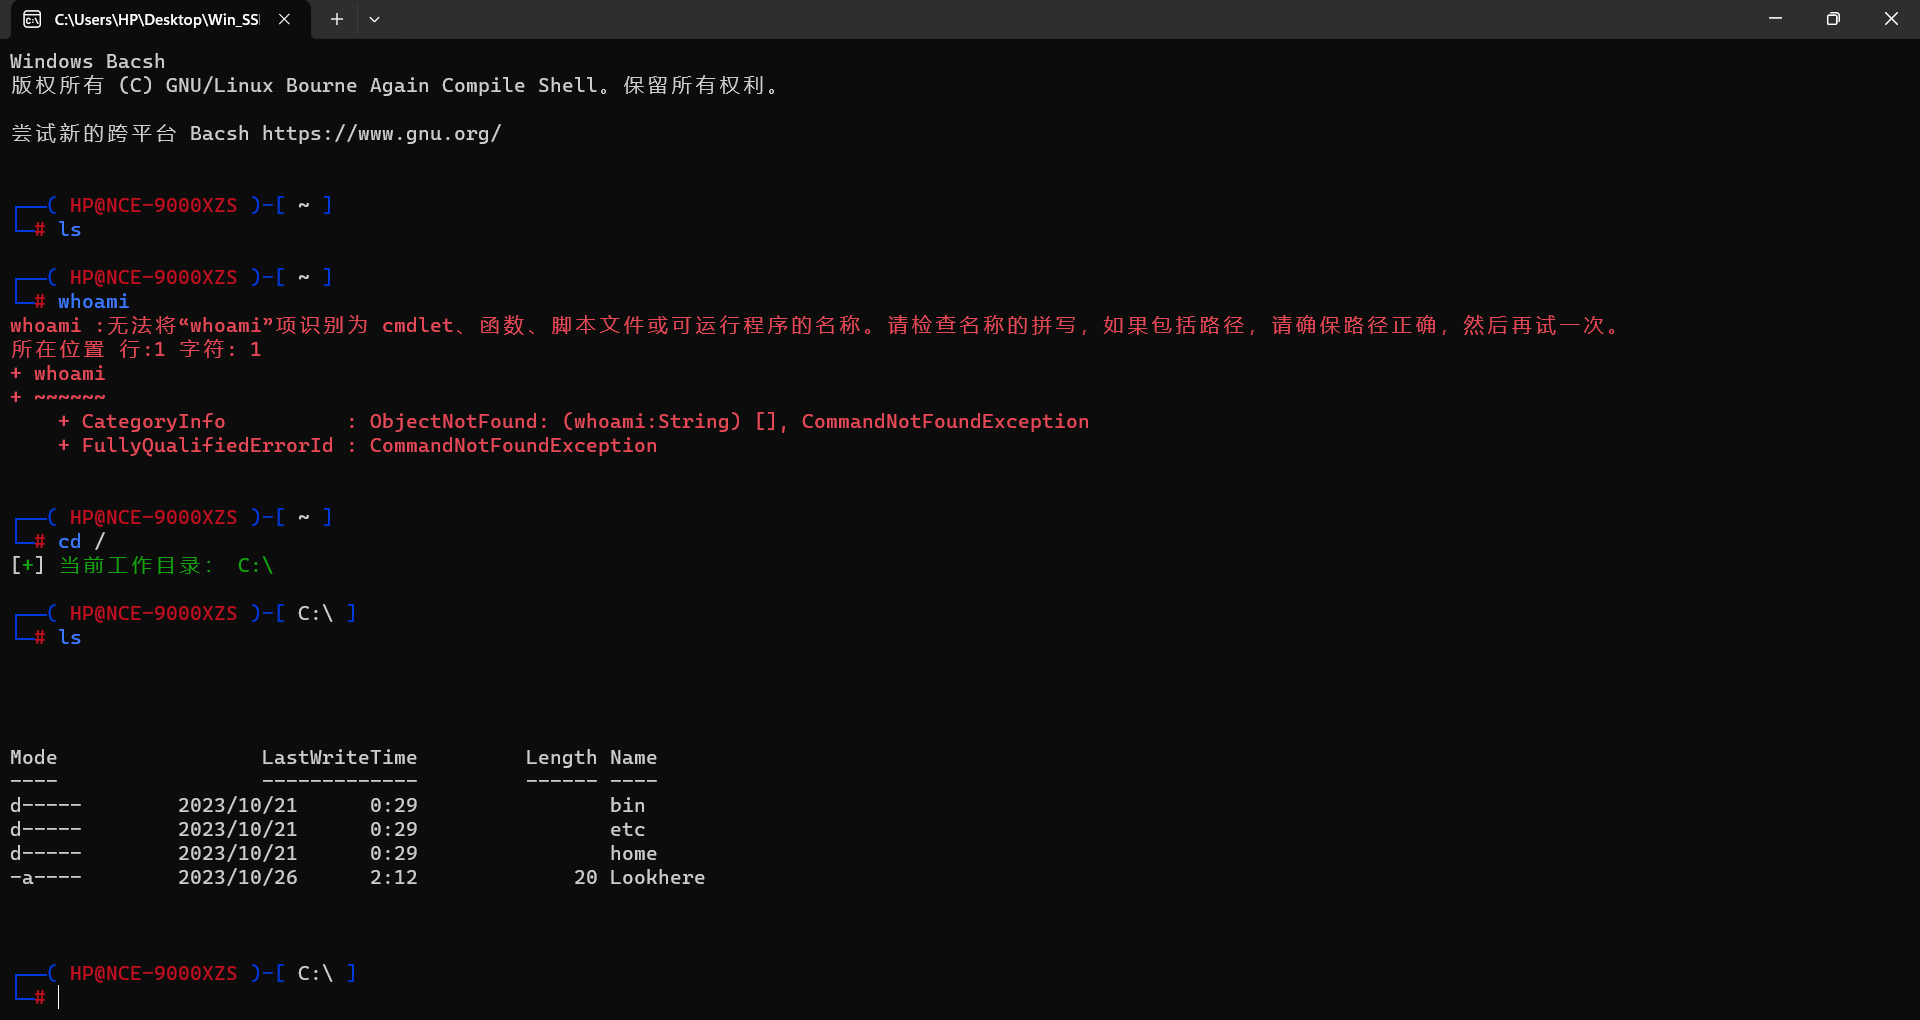 C:\Users\HP\Desktop\Win_SS
Windows Bacsh
版权所有 (C) GNU/Linux Bourne Again Compile Shell。保留所有权利。
尝试新的跨平台 Bacsh https://www.gnu.org/
┌──( HP@NCE-9000XZS )-[ ~ ]
└─# ls
┌──( HP@NCE-9000XZS )-[ ~ ]
└─# whoami
whoami :无法将“whoami”项识别为 cmdlet、函数、脚本文件或可运行程序的名称。请检查名称的拼写，如果包括路径，请确保路径正确，然后再试一次。
所在位置 行:1 字符: 1
+ whoami
+ ~~~~~~
    + CategoryInfo          : ObjectNotFound: (whoami:String) [], CommandNotFoundException
    + FullyQualifiedErrorId : CommandNotFoundException
┌──( HP@NCE-9000XZS )-[ ~ ]
└─# cd /
[+] 当前工作目录： C:\
┌──( HP@NCE-9000XZS )-[ C:\ ]
└─# ls
Mode                 LastWriteTime         Length Name
----                 -------------         ------ ----
d-----        2023/10/21      0:29                bin
d-----        2023/10/21      0:29                etc
d-----        2023/10/21      0:29                home
-a----        2023/10/26      2:12             20 Lookhere
┌──( HP@NCE-9000XZS )-[ C:\ ]
└─#